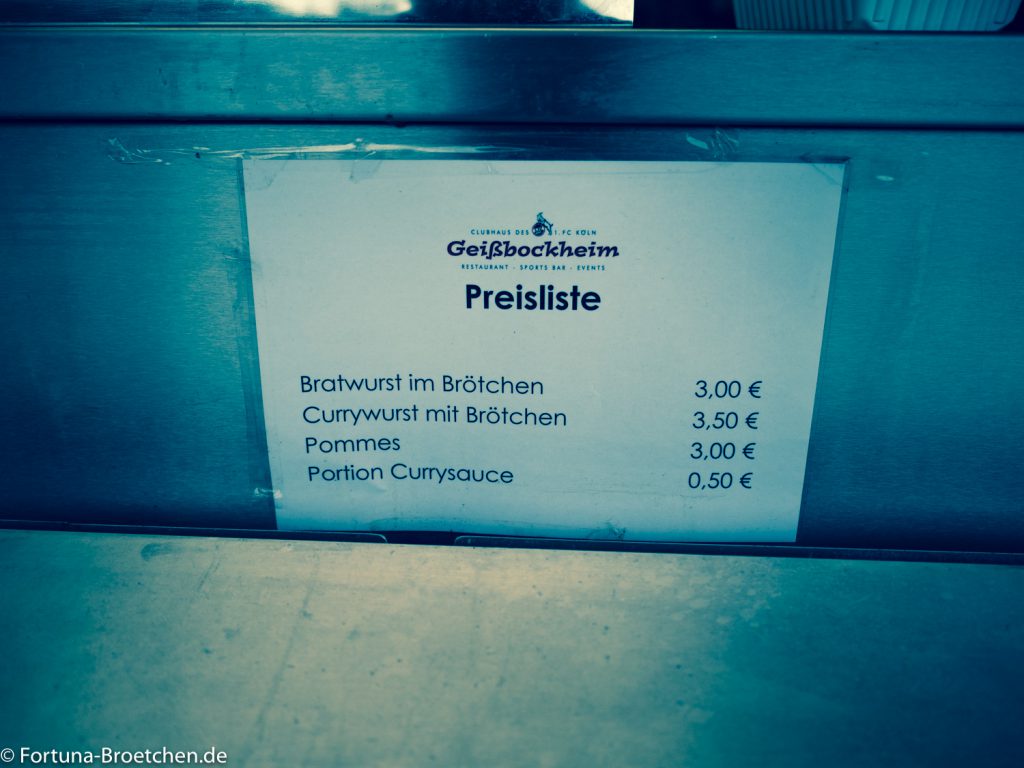 CLUBHAUS DES 1. FC KÖLN
Geißbockheim
RESTAURANT · SPORTS BAR · EVENTS
Preisliste
Bratwurst im Brötchen 3,00 €
Currywurst mit Brötchen 3,50 €
Pommes 3,00 €
Portion Currysauce 0,50 €
© Fortuna-Broetchen.de